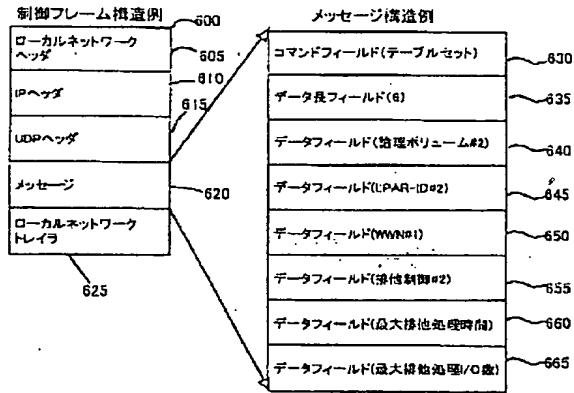 制御フレーム構造例
600
ローカルネットワーク
ヘッダ
605
IPヘッダ
610
UDPヘッダ
615
メッセージ
620
ローカルネットワーク
トレイラ
625
メッセージ構造例
コマンドフィールド(テーブルセット)
630
データ長フィールド(6)
635
データフィールド(論理ボリューム#2)
640
データフィールド(LPAR-ID#2)
645
データフィールド(WWN#1)
650
データフィールド(排他制御#2)
655
データフィールド(最大排他処理時間)
660
データフィールド(最大排他処理I/O数)
665